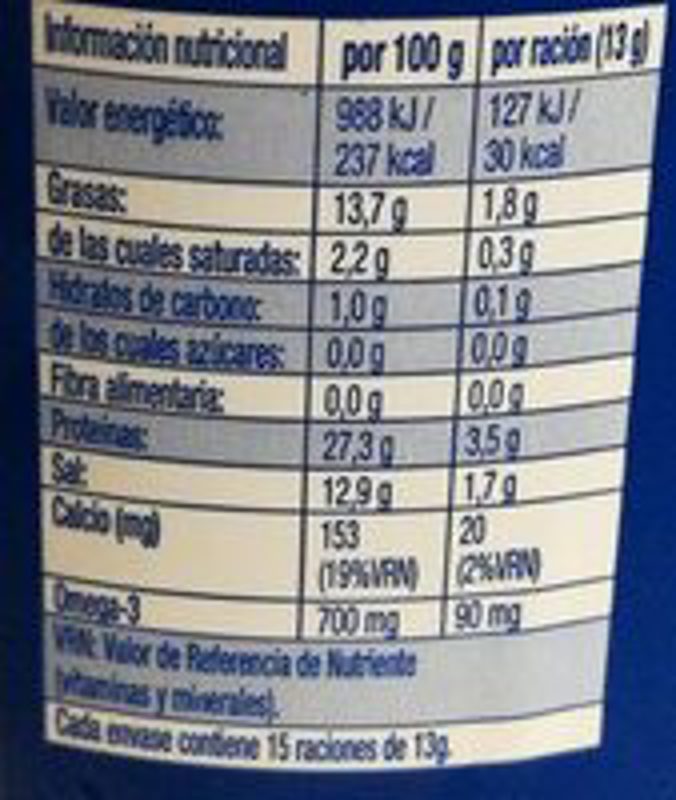 Información nutricional por 100 g por ración (13 g)
Valor energético: 988 kJ / 127 kJ /
237 kcal 30 kcal
Grasas: 13,7 g 1,8 g
de las cuales saturadas: 2,2 g 0,3 g
Hidratos de carbono: 1,0 g 0,1 g
de los cuales azúcares: 0,0 g 0,0 g
Fibra alimentaria: 0,0 g 0,0 g
Proteínas: 27,3 g 3,5 g
Sal: 12,9 g 1,7 g
Calcio (mg) 153 20
(19%VRN) (2%VRN)
Omega-3 700 mg 90 mg
VRN: Valor de Referencia de Nutriente
(vitaminas y minerales).
Cada envase contiene 15 raciones de 13g.